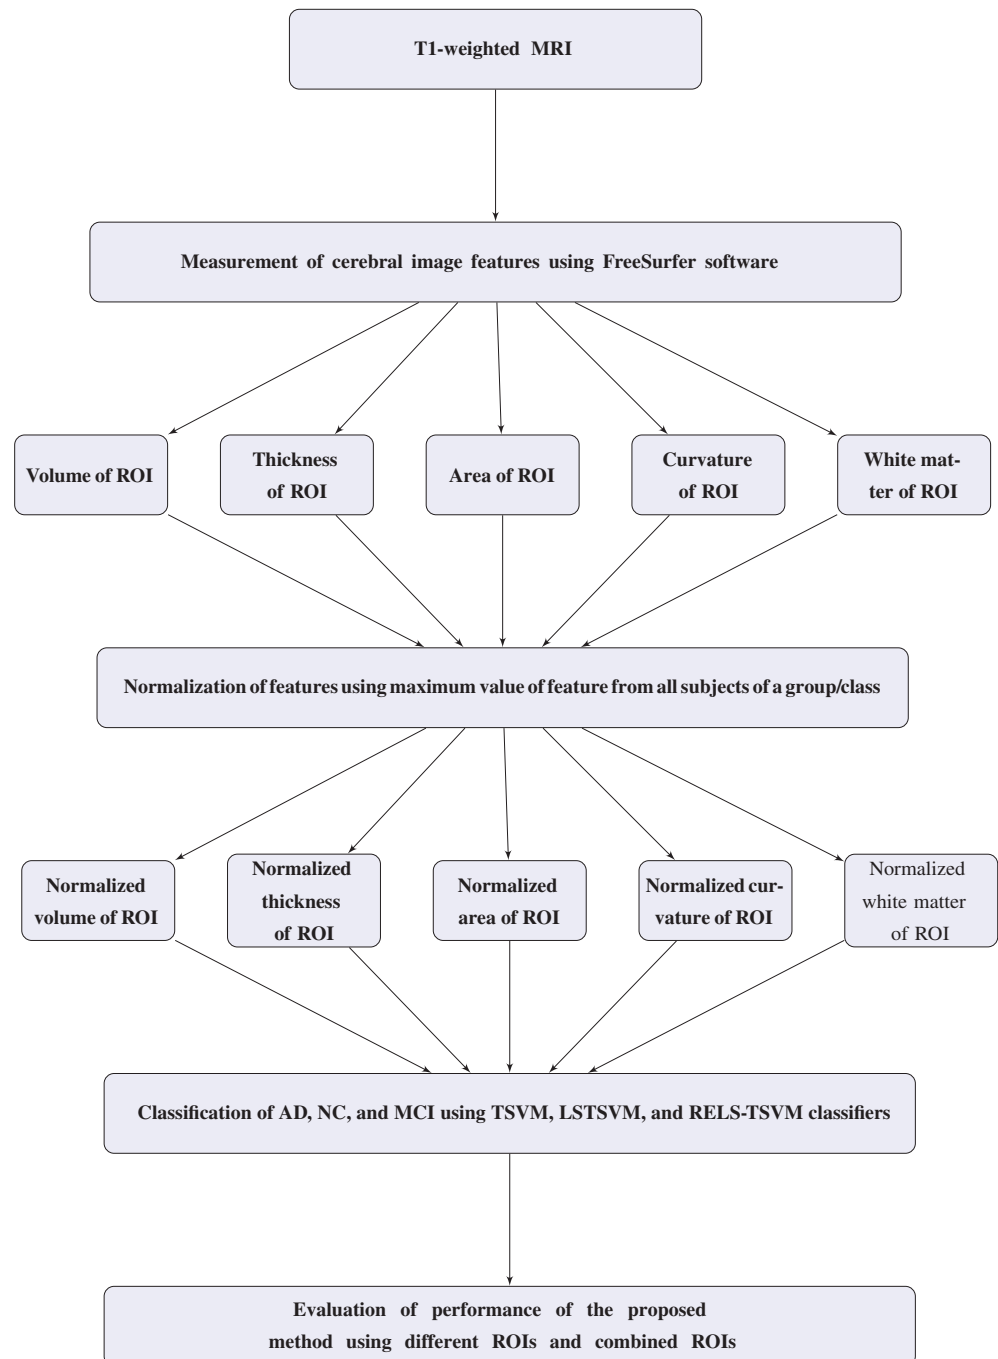 T1-weighted MRI
Measurement of cerebral image features using FreeSurfer software
Volume of ROI
Thickness
of ROI
Area of ROI
Curvature
of ROI
White mat-
ter of ROI
Normalization of features using maximum value of feature from all subjects of a group/class
Normalized
volume of ROI
Normalized
thickness
of ROI
Normalized
area of ROI
Normalized cur-
vature of ROI
Normalized
white matter
of ROI
Classification of AD, NC, and MCI using TSVM, LSTSVM, and RELS-TSVM classifiers
Evaluation of performance of the proposed
method using different ROIs and combined ROIs